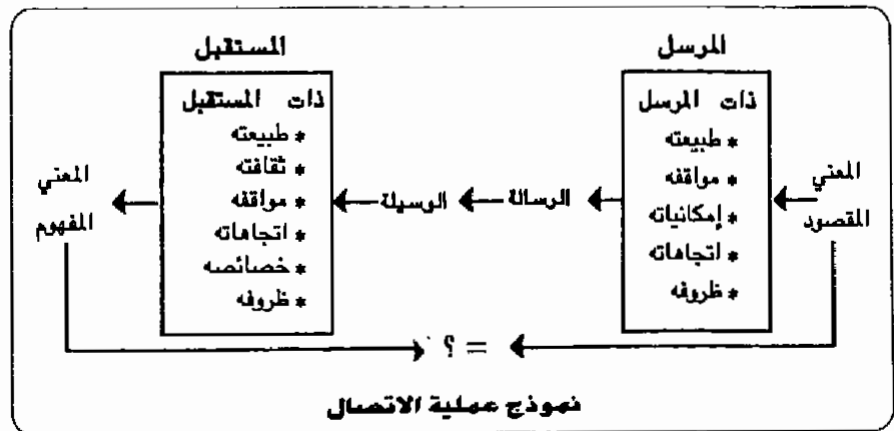 المرسل
ذات المرسل
* طبيعته
* مواقفه
* إمكانياته
* اتجاهاته
* ظروفه
المعني
المقصود
الرسالة
الوسيلة
المستقبل
ذات المستقبل
* طبيعته
* ثقافته
* مواقفه
* اتجاهاته
* خصائصه
* ظروفه
المعني
المفهوم
= ؟
نموذج عملية الاتصال